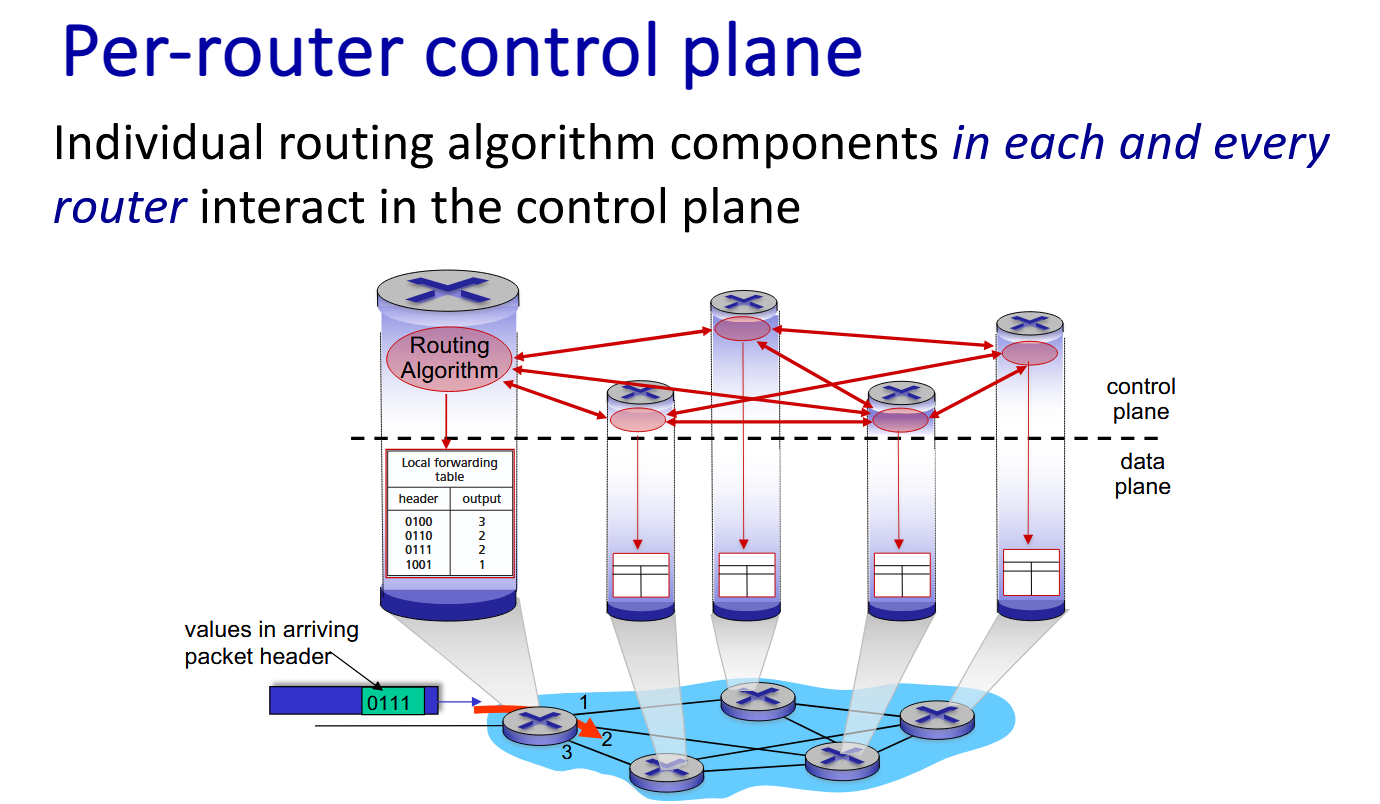 Per-router control plane
Individual routing algorithm components in each and every
router interact in the control plane
Routing
Algorithm
control
plane
data
plane
Local forwarding
table
header output
0100 3
0110 2
0111 2
1001 1
values in arriving
packet header
0111
1
2
3